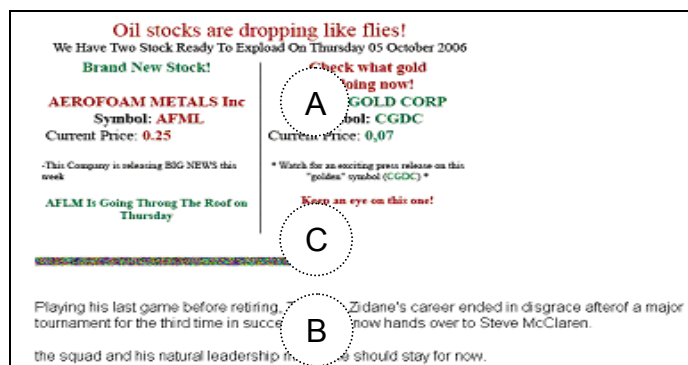 Oil stocks are dropping like flies!
We Have Two Stock Ready To Expload On Thursday 05 October 2006
Brand New Stock!
AEROFOAM METALS Inc
Symbol: AFML
Current Price: 0.25
-This Company is releasing BIG NEWS this
week
AFLM Is Going Throng The Roof on
Thursday
Check what gold
Doing now!
A
GOLD CORP
CGDC
Current Price: 0,07
* Watch for an exciting press release on this
"golden" symbol (CGDC) *
Keep an eye on this one!
C
Playing his last game before retiring, Zidane's career ended in disgrace afterof a major
tournament for the third time in now hands over to Steve McClaren.
B
the squad and his natural leadership should stay for now.